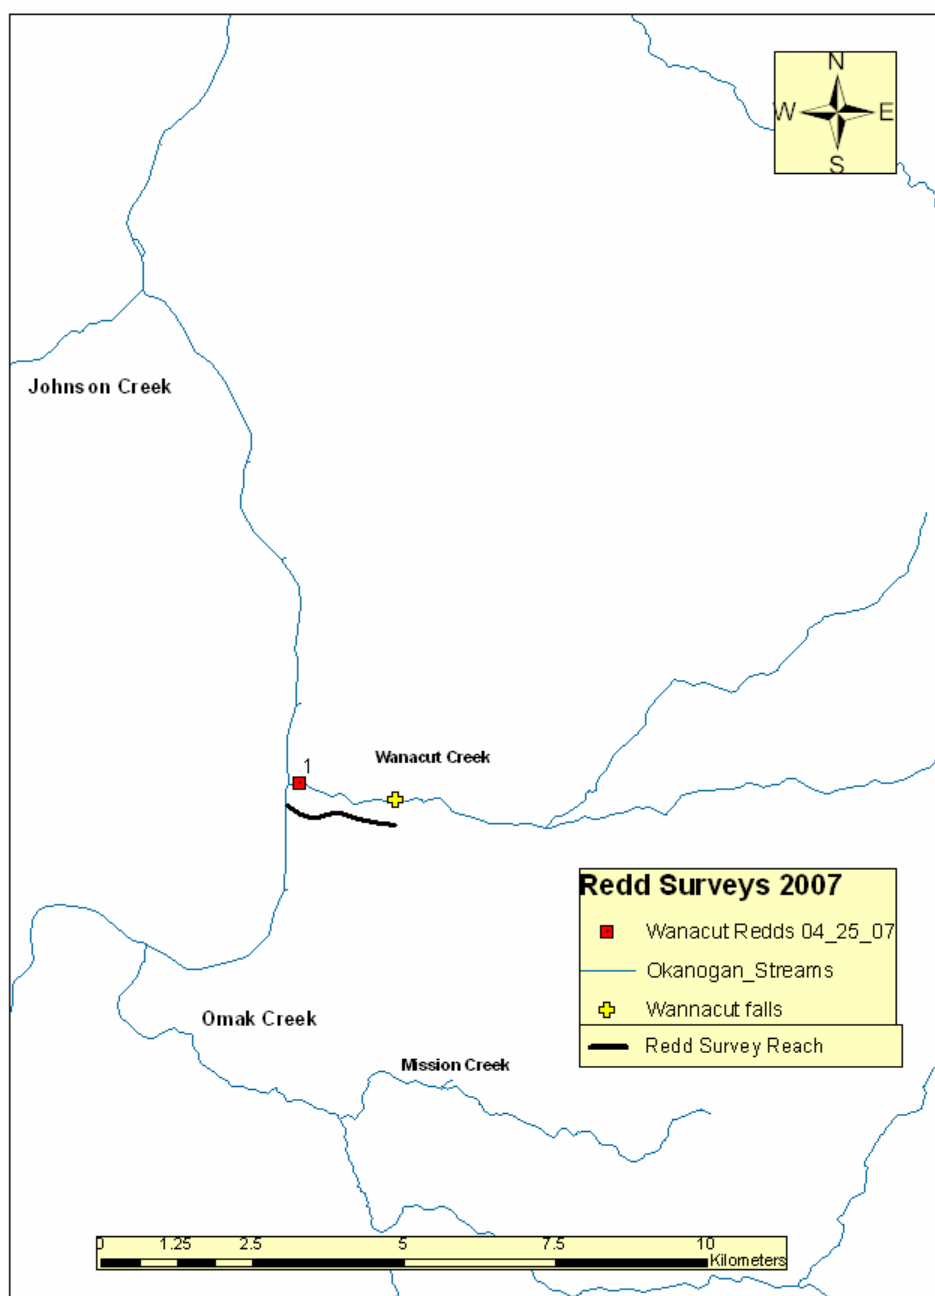 N
W E
S
Johnson Creek
Wanacut Creek
1
Redd Surveys 2007
Wanacut Redds 04_25_07
Okanogan_Streams
Wannacut falls
Redd Survey Reach
Omak Creek
Mission Creek
0 1.25 2.5 5 7.5 10
Kilometers